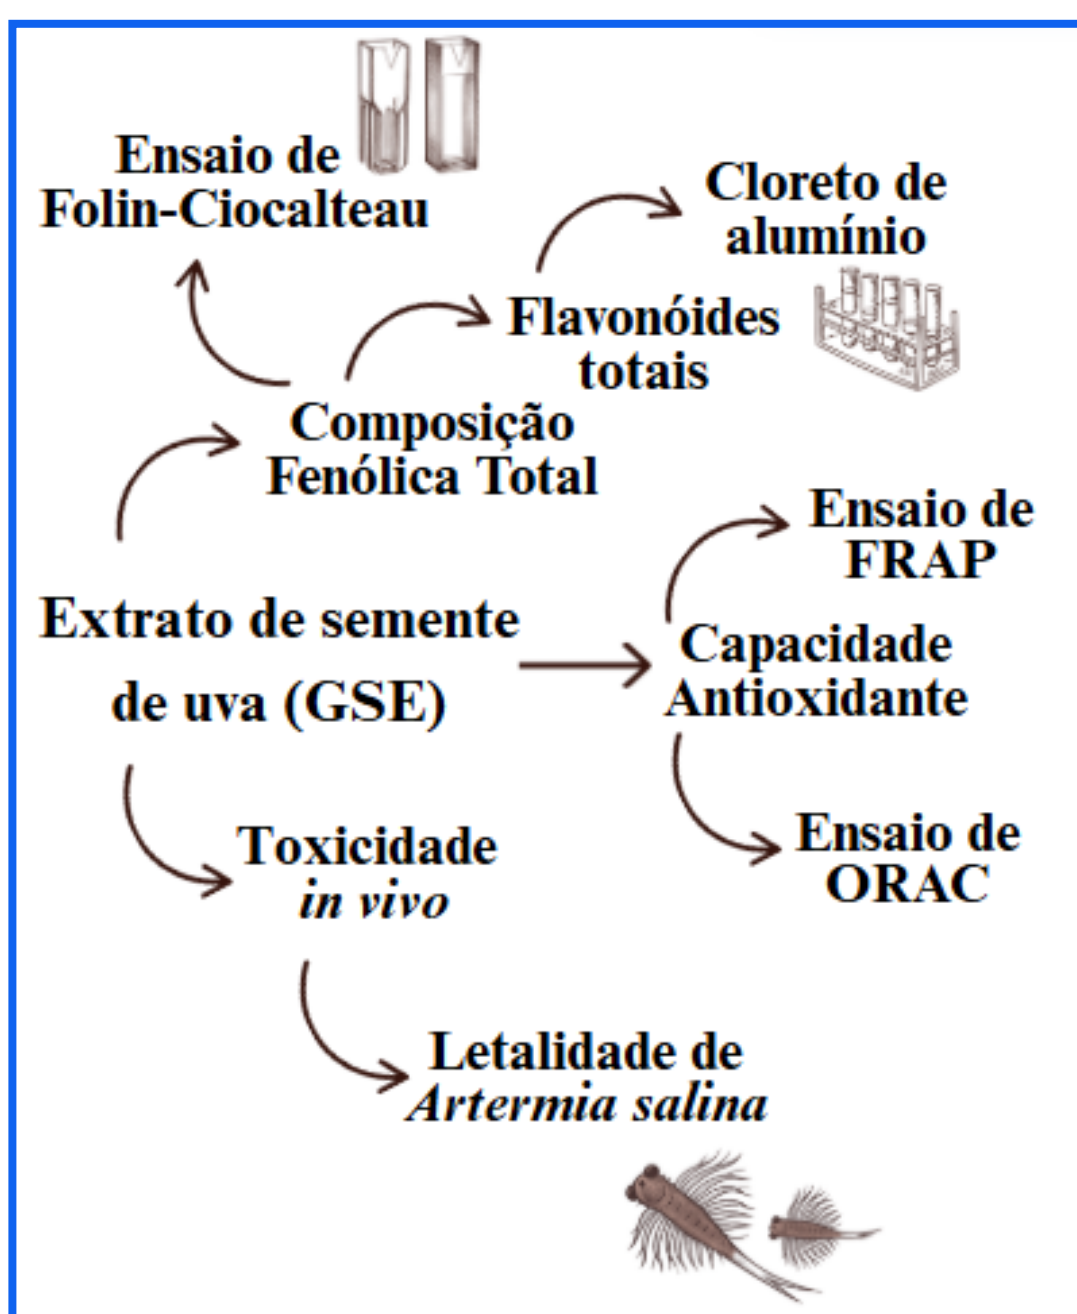 Ensaio de
Folin-Ciocalteau
Cloreto de
alumínio
Flavonóides
totais
Composição
Fenólica Total
Ensaio de
FRAP
Extrato de semente
de uva (GSE)
Capacidade
Antioxidante
Ensaio de
ORAC
Toxicidade
in vivo
Letalidade de
Artermia salina